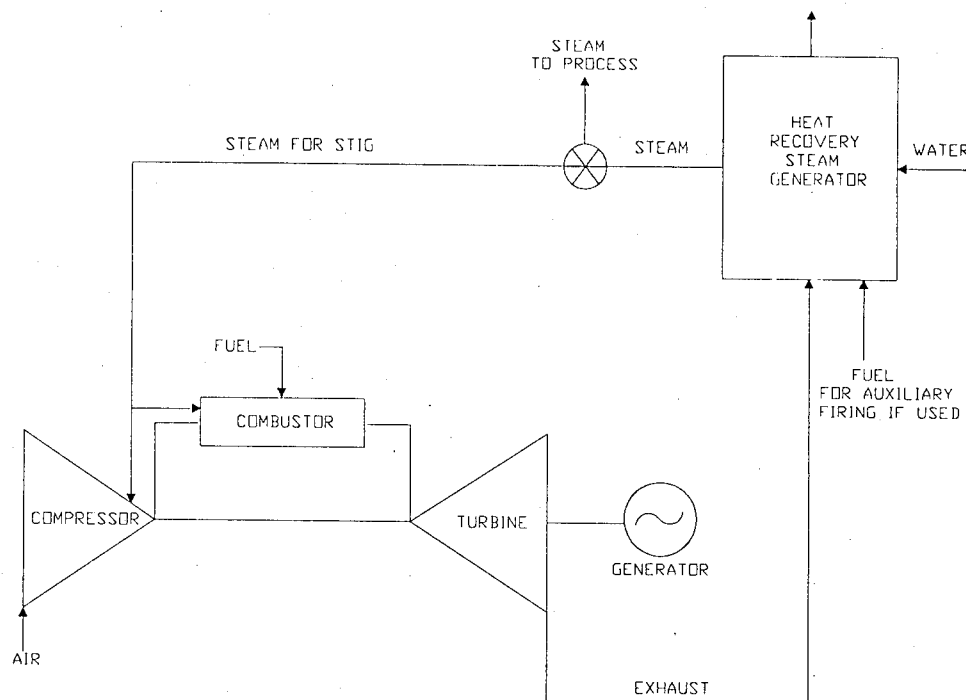 STEAM
TO PROCESS
STEAM FOR STIG
STEAM
HEAT
RECOVERY
STEAM
GENERATOR
WATER
FUEL
FUEL
FOR AUXILIARY
FIRING IF USED
COMBUSTOR
COMPRESSOR
TURBINE
GENERATOR
AIR
EXHAUST